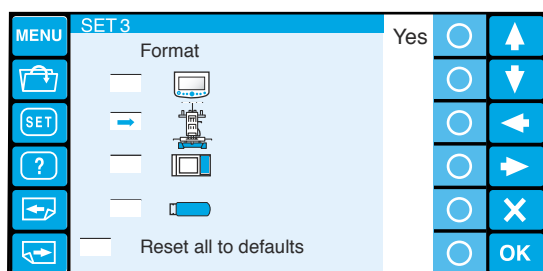 MENU
SET 3
Yes
Format
SET
?
Reset all to defaults
OK